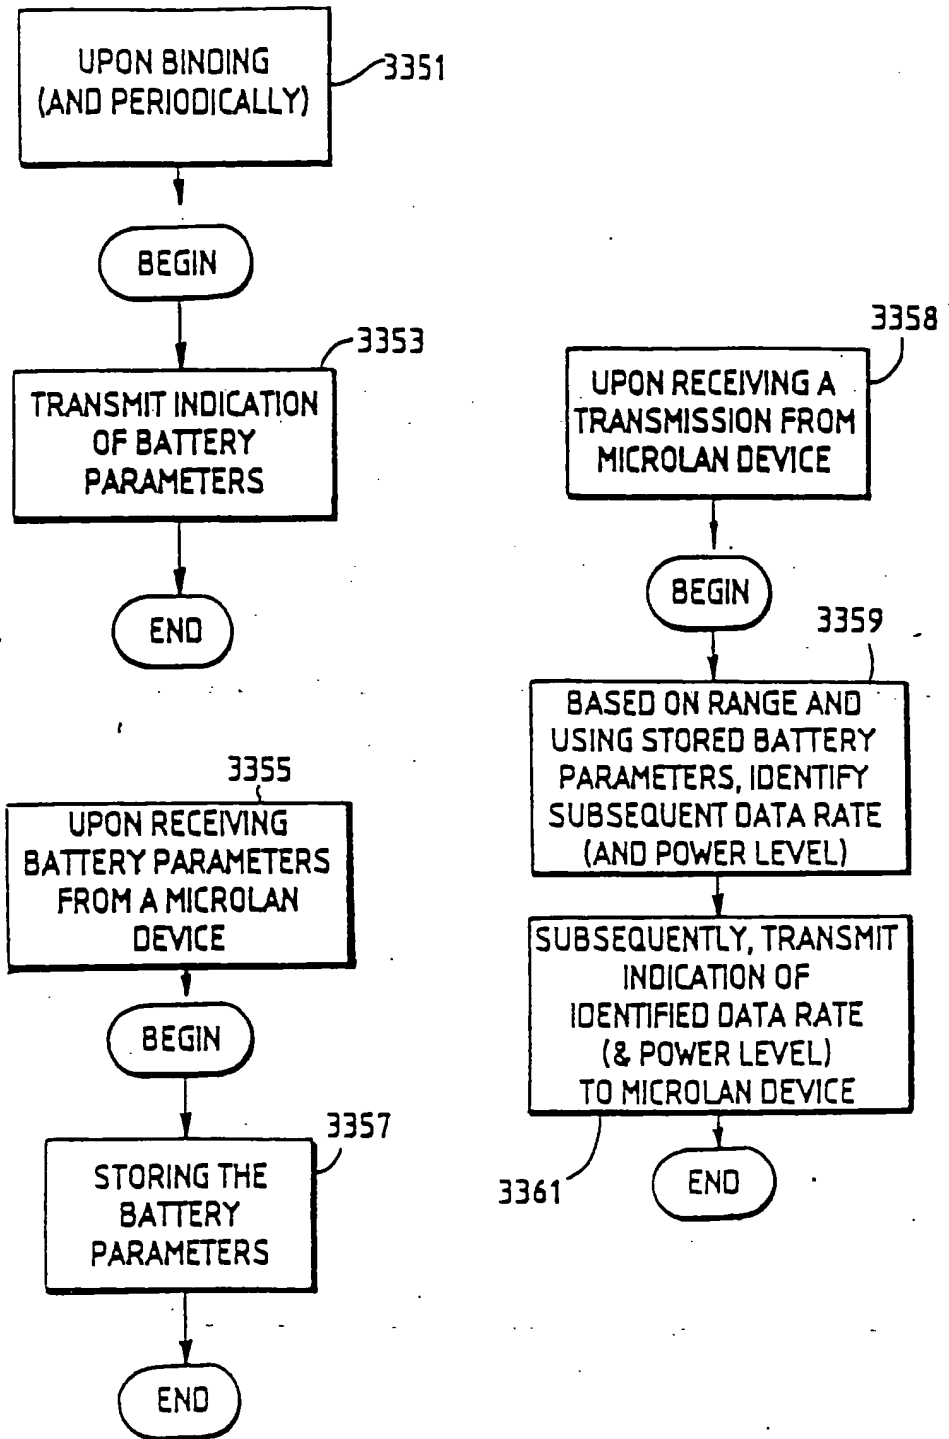 UPON BINDING
(AND PERIODICALLY)
3351
BEGIN
3353
TRANSMIT INDICATION
OF BATTERY
PARAMETERS
END
3355
UPON RECEIVING
BATTERY PARAMETERS
FROM A MICROLAN
DEVICE
BEGIN
3357
STORING THE
BATTERY
PARAMETERS
END
3358
UPON RECEIVING A
TRANSMISSION FROM
MICROLAN DEVICE
BEGIN
3359
BASED ON RANGE AND
USING STORED BATTERY
PARAMETERS, IDENTIFY
SUBSEQUENT DATA RATE
(AND POWER LEVEL)
SUBSEQUENTLY, TRANSMIT
INDICATION OF
IDENTIFIED DATA RATE
(& POWER LEVEL)
TO MICROLAN DEVICE
3361
END